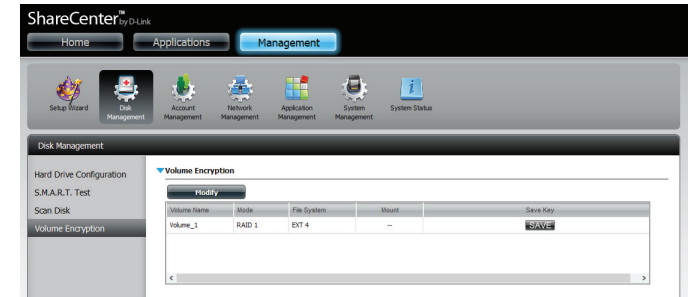 ShareCenter™ by D-Link
Home Applications Management
Setup Wizard Disk Management Account Management Network Management Application Management System Management System Status
Disk Management
Hard Drive Configuration
S.M.A.R.T. Test
Scan Disk
Volume Encryption
Volume Encryption
Modify
Volume Name Mode File System Mount Save Key
Volume_1 RAID 1 EXT 4 -- SAVE